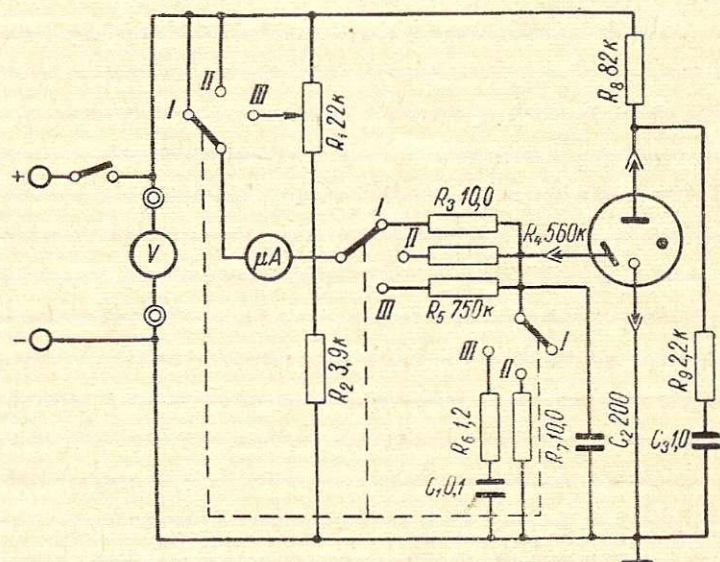 II
I
III
R₁ 22к
R₈ 82к
+
V
μA
I
R₃ 10,0
II
R₄ 560к
III
R₅ 750к
I
−
R₂ 3,9к
III
II
R₆ 1,2
R₇ 10,0
C₂ 200
R₉ 2,2к
C₃ 1,0
C₁ 0,1